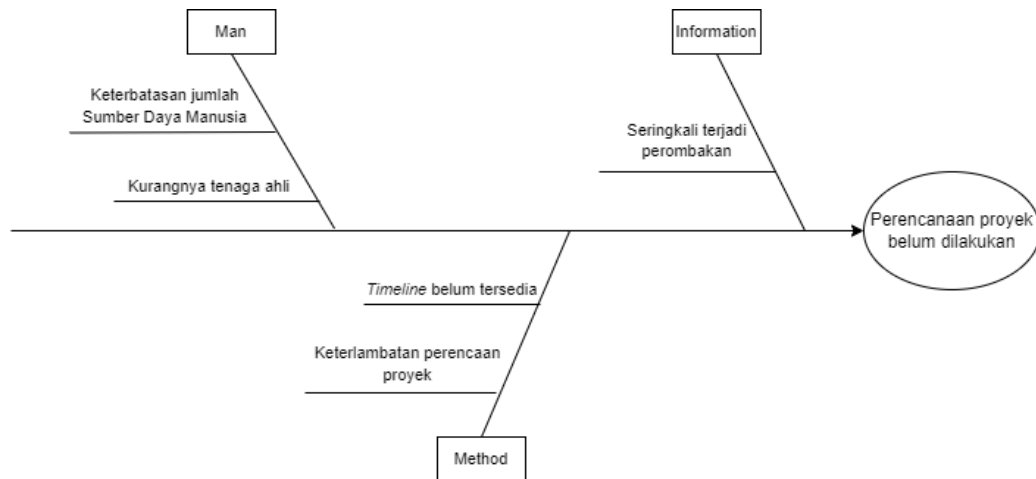 Man
Information
Keterbatasan jumlah
Sumber Daya Manusia
Seringkali terjadi
perombakan
Kurangnya tenaga ahli
Perencanaan proyek
belum dilakukan
Timeline belum tersedia
Keterlambatan perencaan
proyek
Method